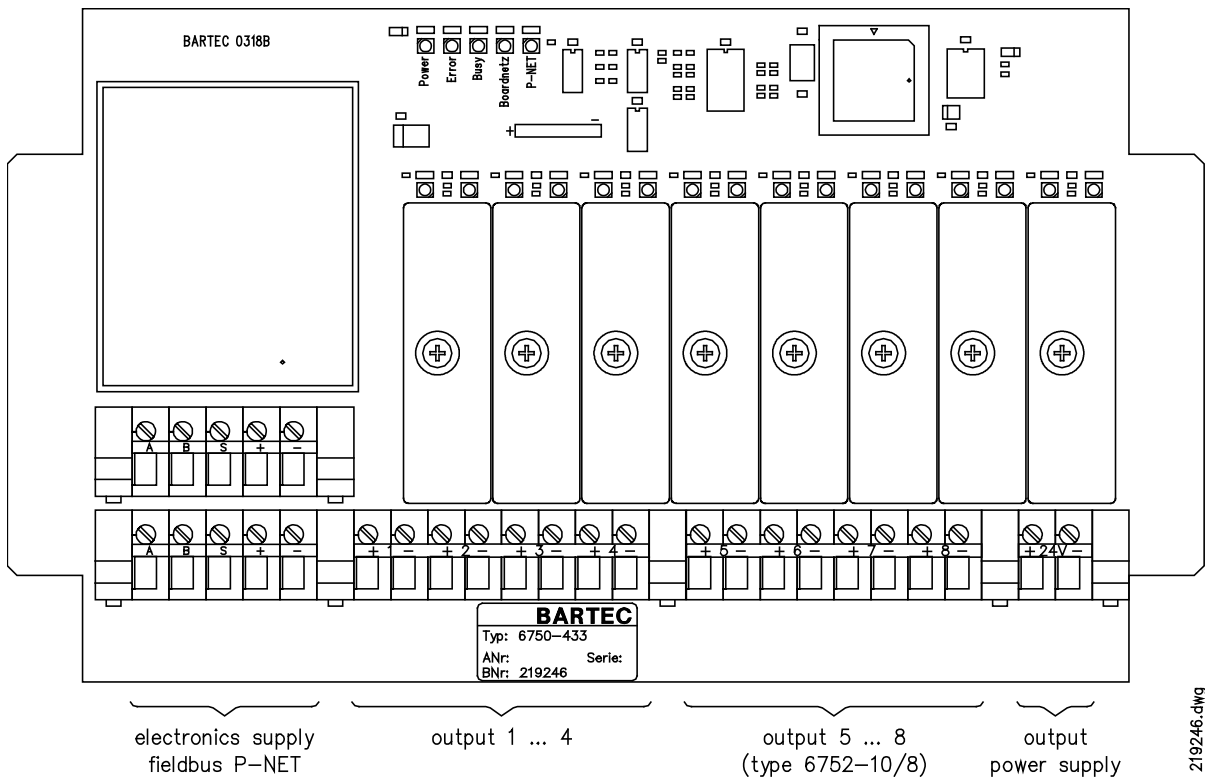 BARTEC 0318B
Power
Error
Busy
Boardnetz
P-NET
+ -
A B S + -
A B S + -
+ 1 - + 2 - + 3 - + 4 -
+ 5 - + 6 - + 7 - + 8 -
+ 24V -
BARTEC
Typ: 6750-433
ANr: Serie:
BNr: 219246
electronics supply
fieldbus P-NET
output 1 ... 4
output 5 ... 8
(type 6752-10/8)
output
power supply
219246.dwg